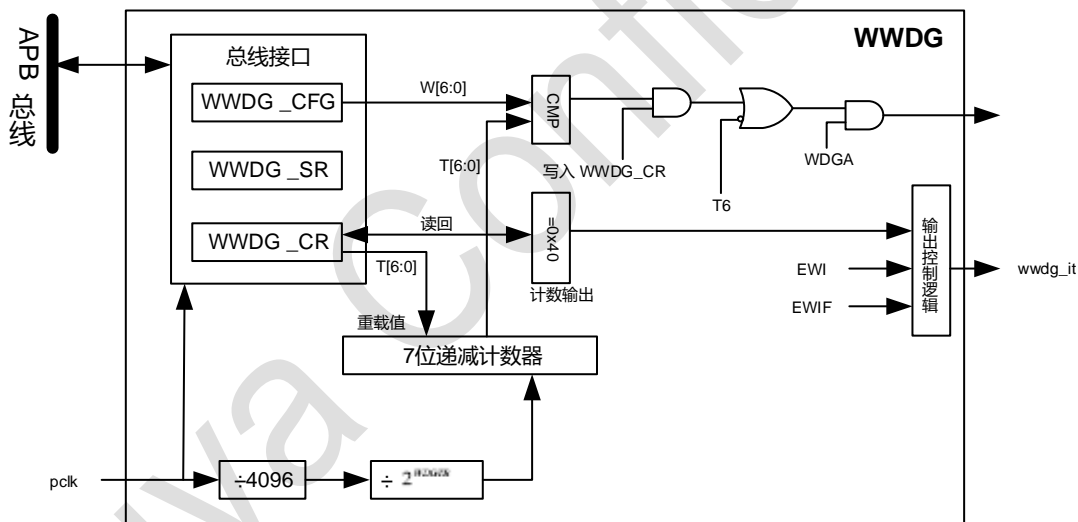 WWDG
APB 总线
总线接口
WWDG _CFG
WWDG _SR
WWDG _CR
W[6:0]
T[6:0]
CMP
写入 WWDG_CR
T6
WDGA
读回
=0x40
计数输出
T[6:0]
重载值
7位递减计数器
EWI
EWIF
输出控制逻辑
wwdg_it
pclk
÷4096
÷ 2